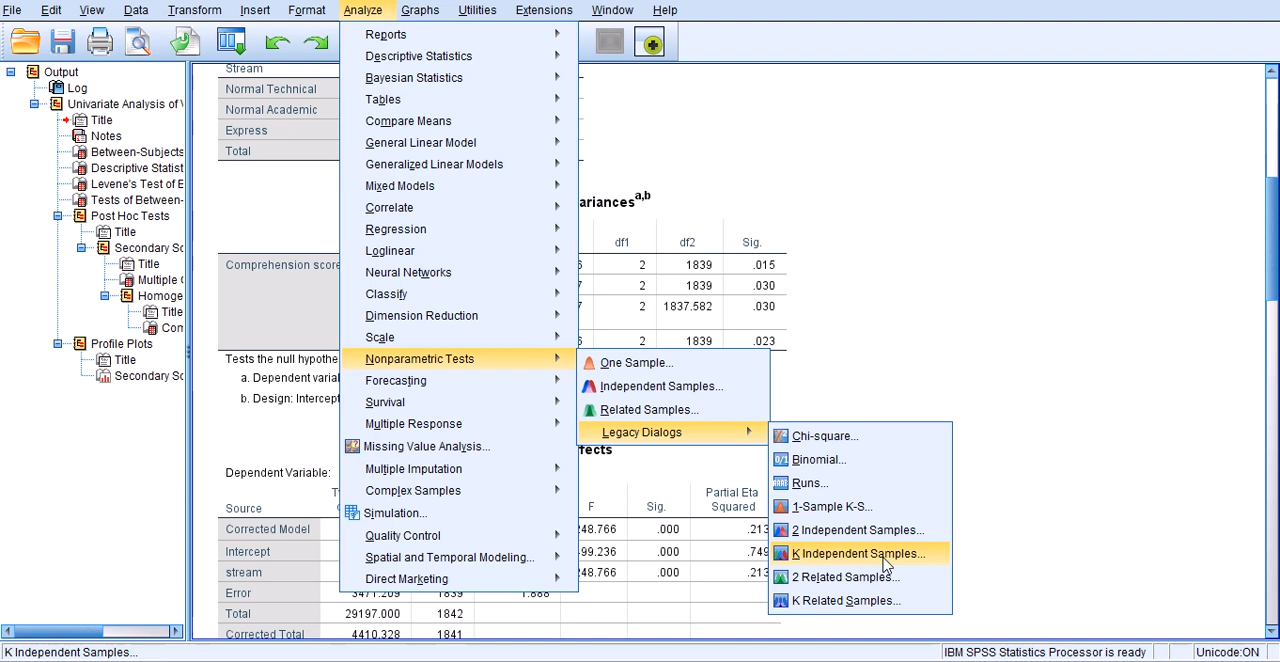 File Edit View Data Transform Insert Format Analyze Graphs Utilities Extensions Window Help
Output
Log
Univariate Analysis of V
Title
Notes
Between-Subjects
Descriptive Statist
Levene's Test of E
Tests of Between-
Post Hoc Tests
Title
Secondary Sc
Title
Multiple
Homoge
Title
Com
Profile Plots
Title
Secondary Sc
Stream
Normal Technical
Normal Academic
Express
Total
Comprehension score
Tests the null hypothe
a. Dependent varia
b. Design: Intercept
Dependent Variable:
Source
Corrected Model
Intercept
stream
Error 3471.209 1839 1.888
Total 29197.000 1842
Corrected Total 4410.328 1841
Reports
Descriptive Statistics
Bayesian Statistics
Tables
Compare Means
General Linear Model
Generalized Linear Models
Mixed Models
Correlate
Regression
Loglinear
Neural Networks
Classify
Dimension Reduction
Scale
Nonparametric Tests
Forecasting
Survival
Multiple Response
Missing Value Analysis...
Multiple Imputation
Complex Samples
Simulation...
Quality Control
Spatial and Temporal Modeling...
Direct Marketing
ariances a,b
df1 df2 Sig.
2 1839 .015
2 1839 .030
2 1837.582 .030
2 1839 .023
One Sample...
Independent Samples...
Related Samples...
Legacy Dialogs
ffects
F Sig. Partial Eta
Squared
48.766 .000 .213
99.236 .000 .749
48.766 .000 .213
Chi-square...
Binomial...
Runs...
1-Sample K-S...
2 Independent Samples...
K Independent Samples...
2 Related Samples...
K Related Samples...
K Independent Samples... IBM SPSS Statistics Processor is ready Unicode:ON